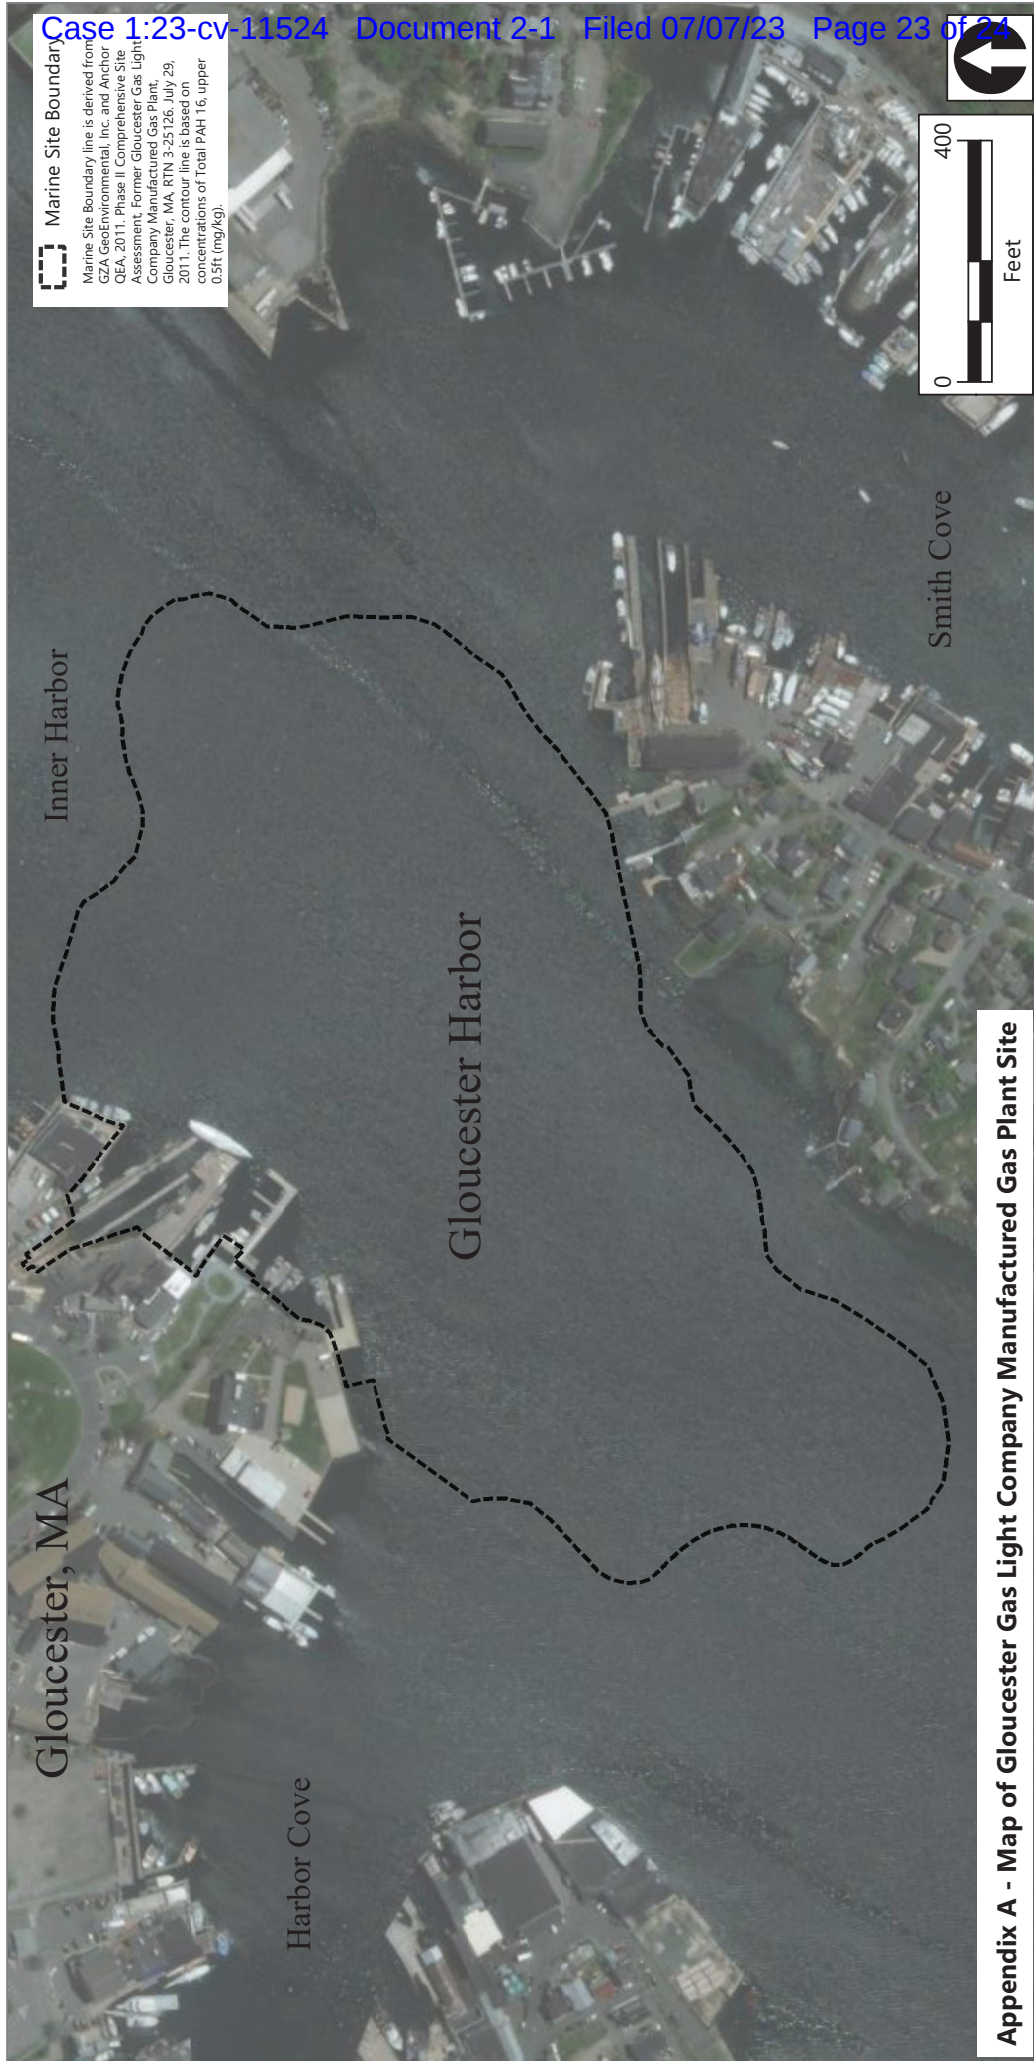 Case 1:23-cv-11524 Document 2-1 Filed 07/07/23 Page 23 of 24
Marine Site Boundary
Marine Site Boundary line is derived from
GZA GeoEnvironmental, Inc. and Anchor
QEA, 2011. Phase II Comprehensive Site
Assessment, Former Gloucester Gas Light
Company Manufactured Gas Plant,
Gloucester, MA, RTN 3-25126. July 29,
2011. The contour line is based on
concentrations of Total PAH 16, upper
0.5ft (mg/kg).
Gloucester, MA
Inner Harbor
Harbor Cove
Gloucester Harbor
Smith Cove
0 400
Feet
Appendix A - Map of Gloucester Gas Light Company Manufactured Gas Plant Site